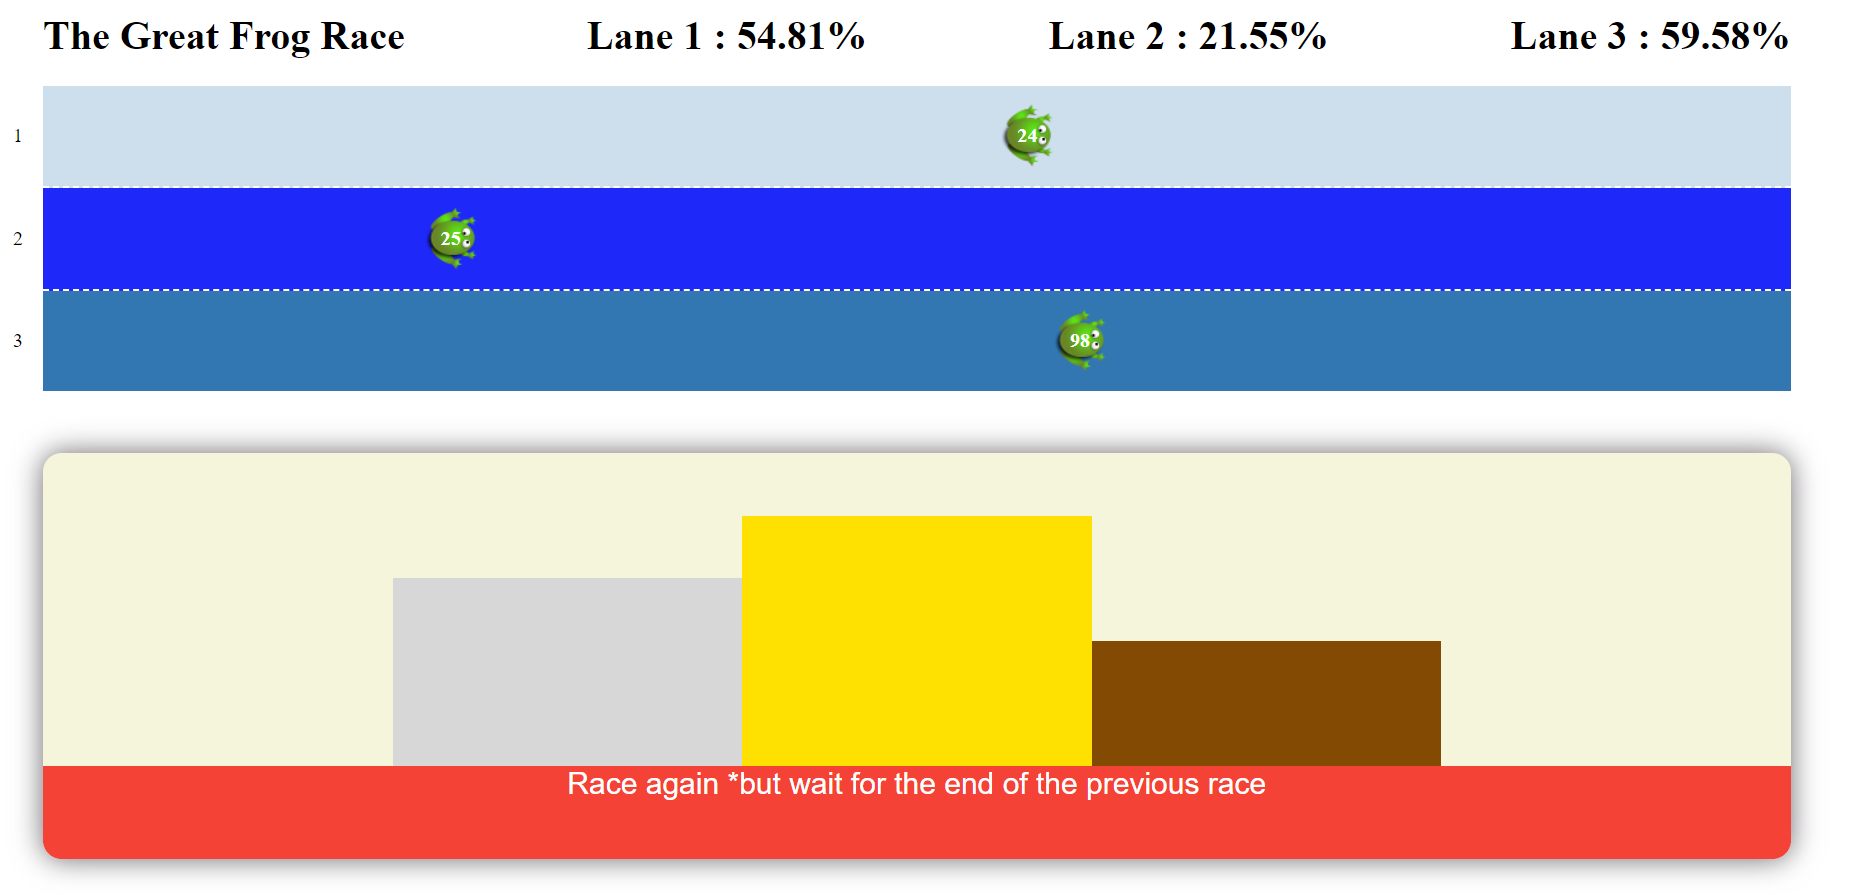 The Great Frog Race
Lane 1 : 54.81%
Lane 2 : 21.55%
Lane 3 : 59.58%
1
24
2
25
3
98
Race again *but wait for the end of the previous race